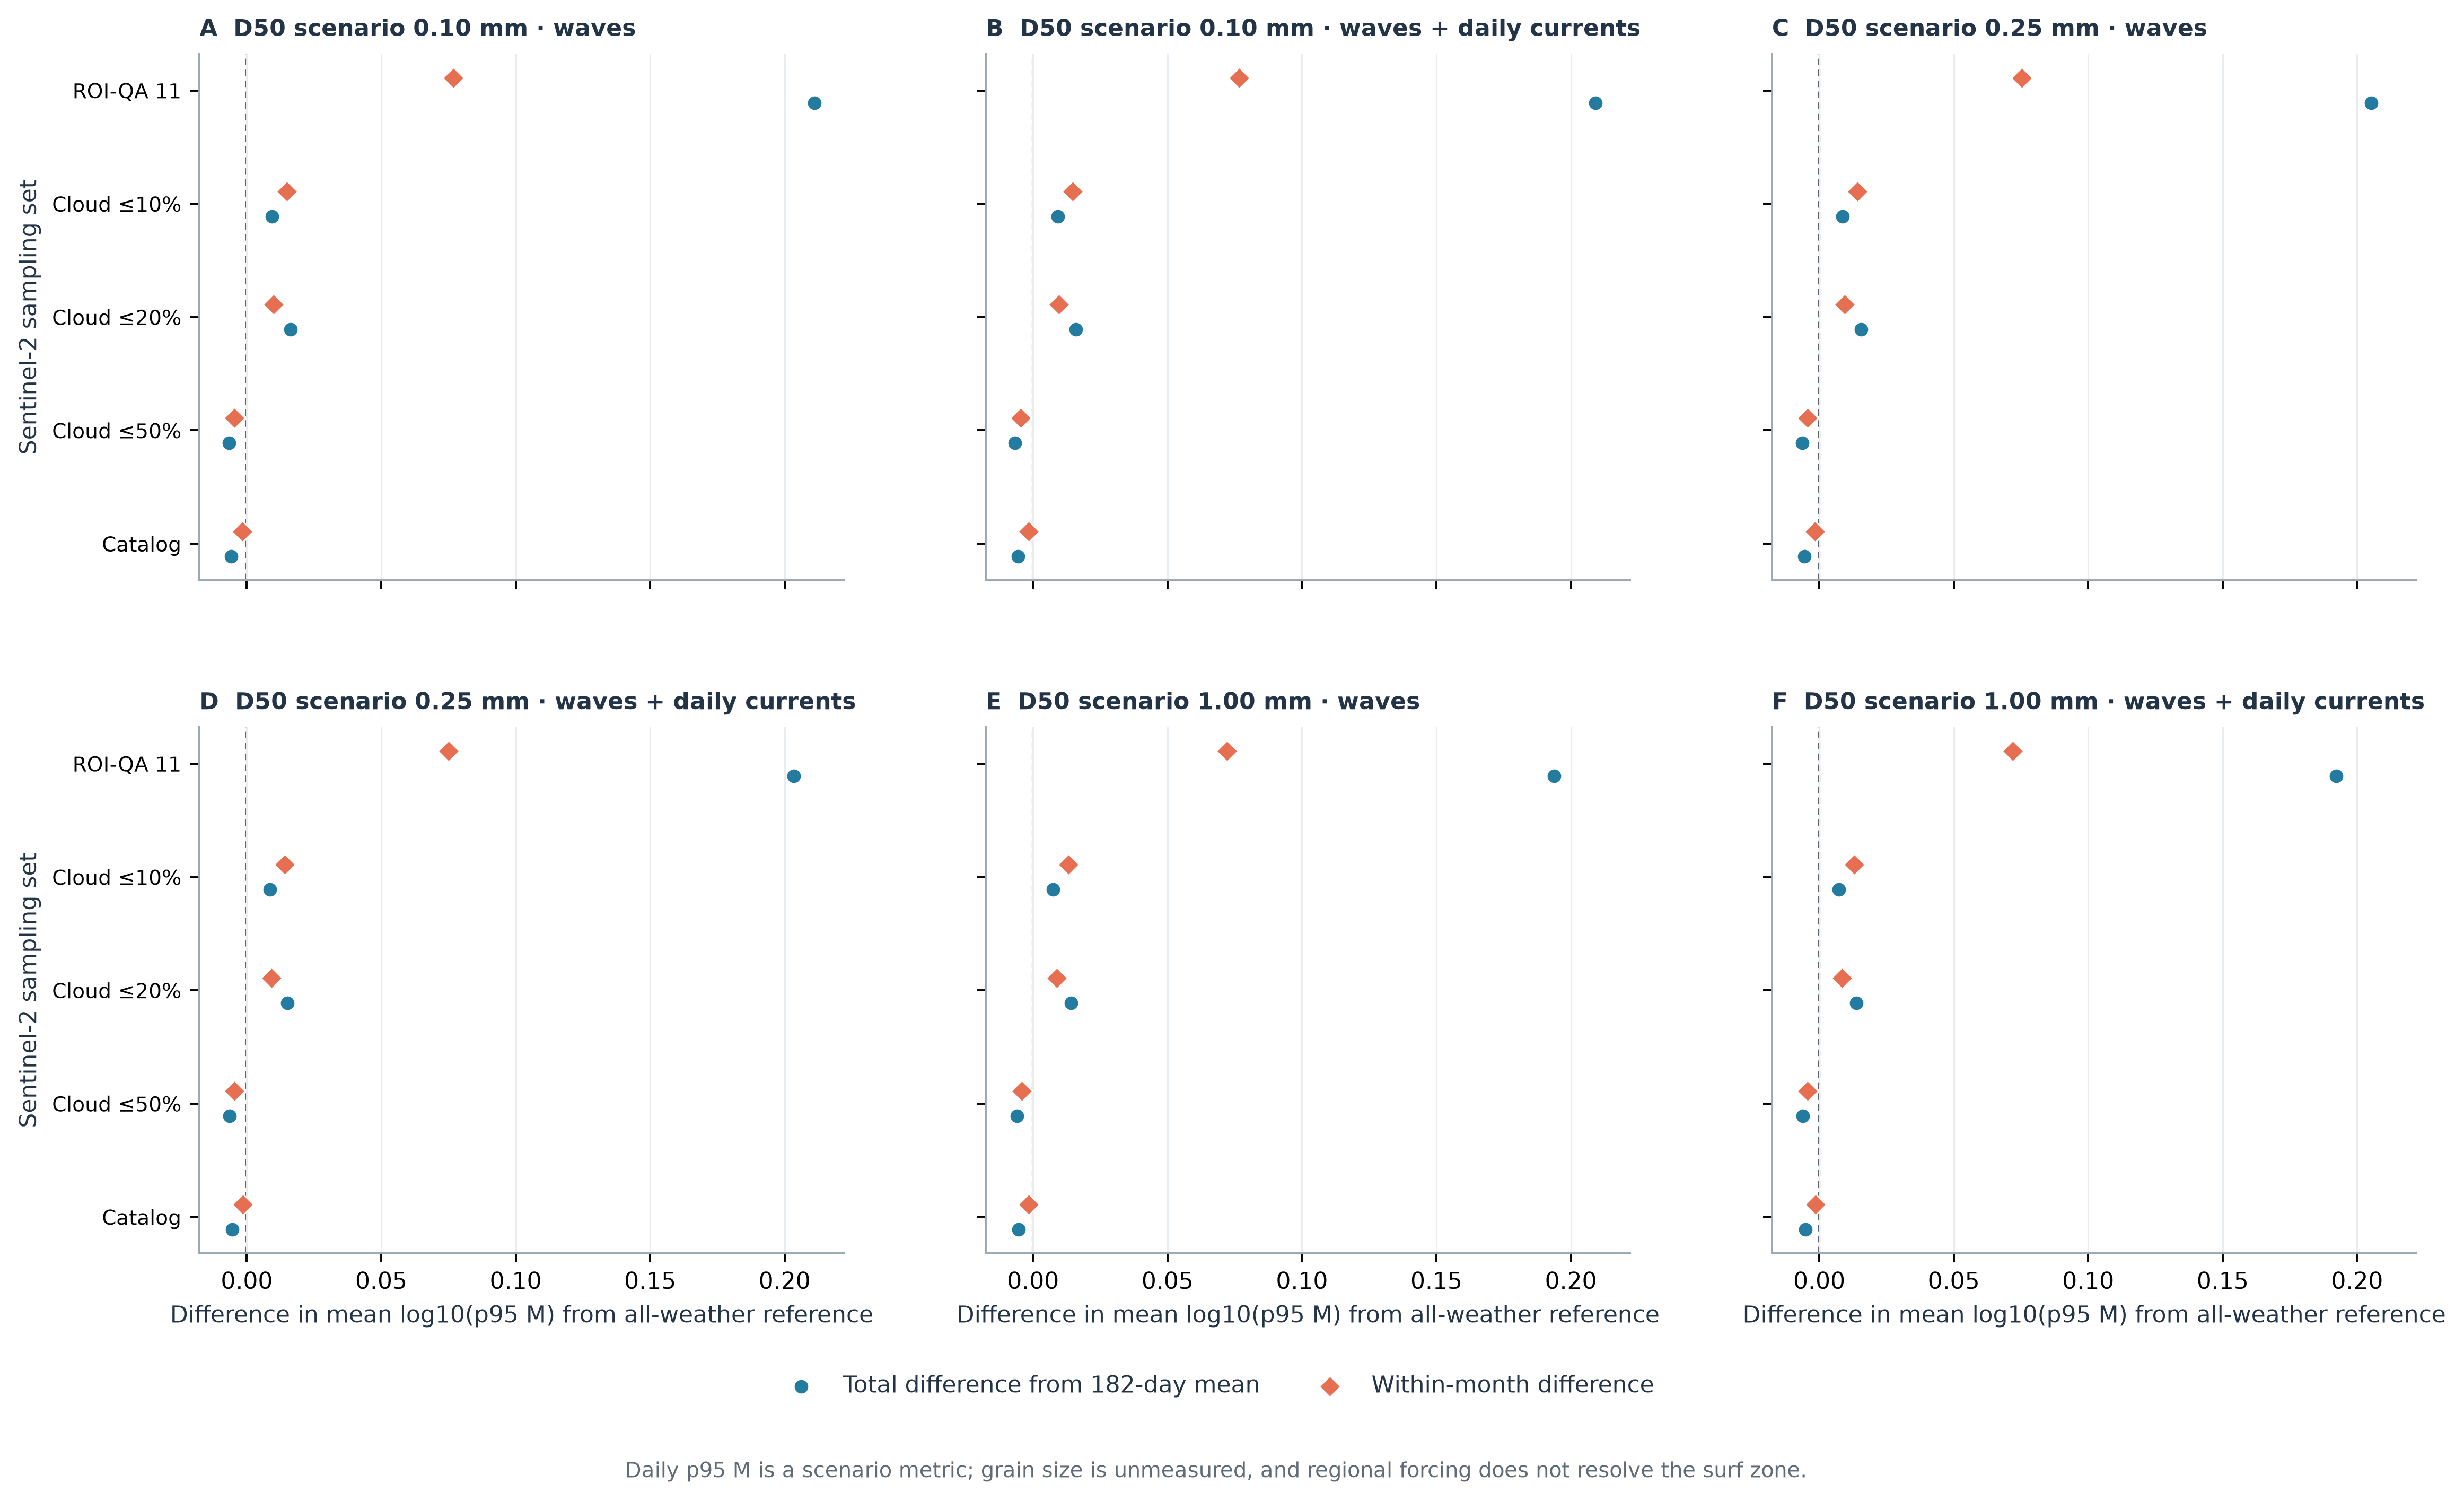 A D50 scenario 0.10 mm · waves
B D50 scenario 0.10 mm · waves + daily currents
C D50 scenario 0.25 mm · waves
Sentinel-2 sampling set
ROI-QA 11
Cloud ≤10%
Cloud ≤20%
Cloud ≤50%
Catalog
D D50 scenario 0.25 mm · waves + daily currents
E D50 scenario 1.00 mm · waves
F D50 scenario 1.00 mm · waves + daily currents
Sentinel-2 sampling set
ROI-QA 11
Cloud ≤10%
Cloud ≤20%
Cloud ≤50%
Catalog
0.00 0.05 0.10 0.15 0.20
0.00 0.05 0.10 0.15 0.20
0.00 0.05 0.10 0.15 0.20
Difference in mean log10(p95 M) from all-weather reference
Difference in mean log10(p95 M) from all-weather reference
Difference in mean log10(p95 M) from all-weather reference
Total difference from 182-day mean
Within-month difference
Daily p95 M is a scenario metric; grain size is unmeasured, and regional forcing does not resolve the surf zone.